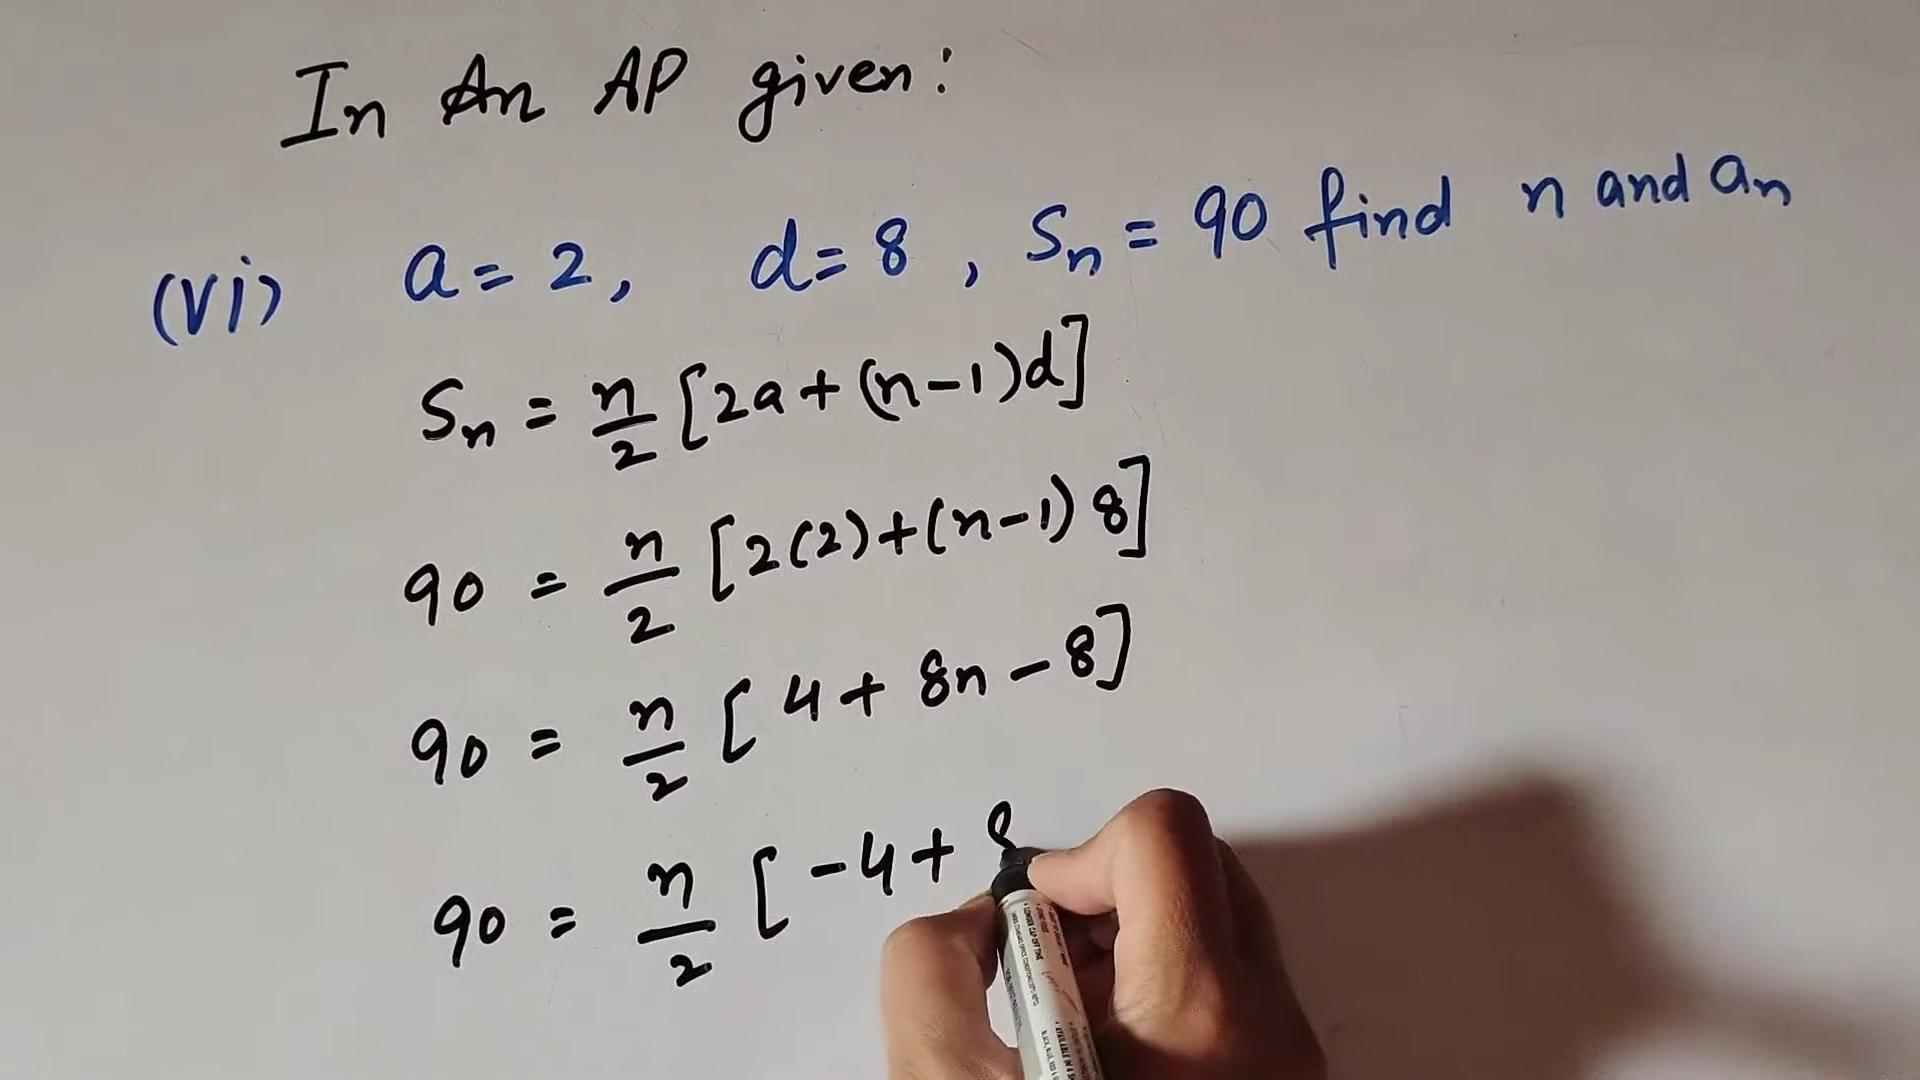 In An AP given:
(vi) a = 2, d = 8, Sn = 90 find n and an
Sn = n/2 [2a + (n-1)d]
90 = n/2 [2(2) + (n-1) 8]
90 = n/2 [4 + 8n - 8]
90 = n/2 [-4 + 8